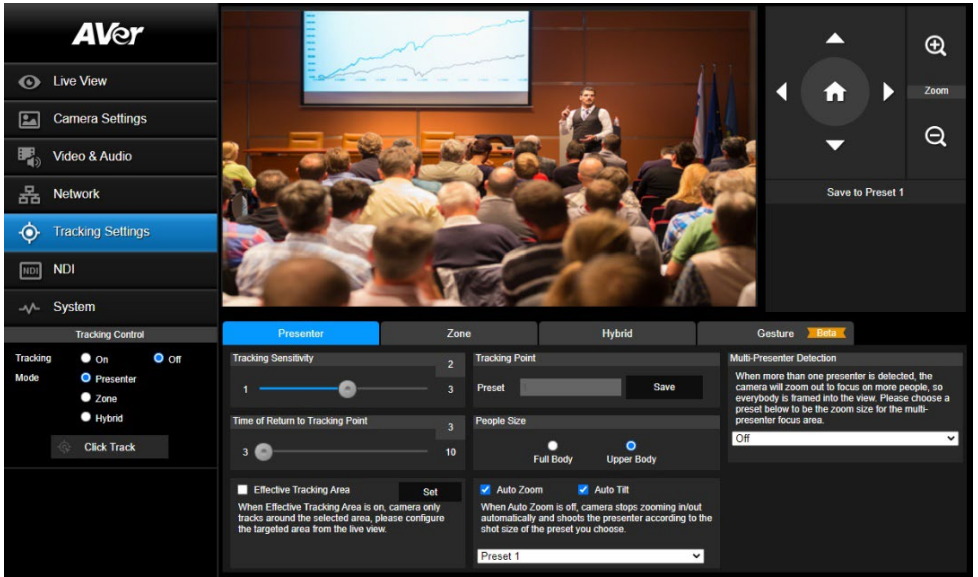 AVer
Live View
Camera Settings
Video & Audio
Network
Tracking Settings
NDI
NDI
System
Tracking Control
Tracking
On
Off
Mode
Presenter
Zone
Hybrid
Click Track
Zoom
Save to Preset 1
Presenter
Zone
Hybrid
Gesture
Beta
Tracking Sensitivity
2
1
3
Time of Return to Tracking Point
3
3
10
Effective Tracking Area
Set
When Effective Tracking Area is on, camera only
tracks around the selected area, please configure
the targeted area from the live view.
Tracking Point
Preset
1
Save
People Size
Full Body
Upper Body
Auto Zoom
Auto Tilt
When Auto Zoom is off, camera stops zooming in/out
automatically and shoots the presenter according to the
shot size of the preset you choose.
Preset 1
Multi-Presenter Detection
When more than one presenter is detected, the
camera will zoom out to focus on more people, so
everybody is framed into the view. Please choose a
preset below to be the zoom size for the multi-
presenter focus area.
Off